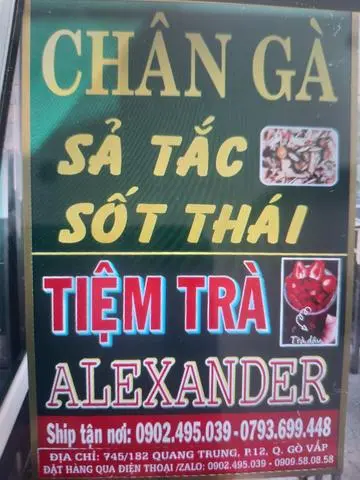 CHÂN GÀ
SẢ TẮC
SỐT THÁI
TIỆM TRÀ
Trà dâu
ALEXANDER
Ship tận nơi: 0902.495.039-0793.699.448
ĐỊA CHỈ: 745/182 QUANG TRUNG, P.12, Q. GÒ VẤP
ĐẶT HÀNG QUA ĐIỆN THOẠI /ZALO: 0902.495.039 - 0909.58.08.58